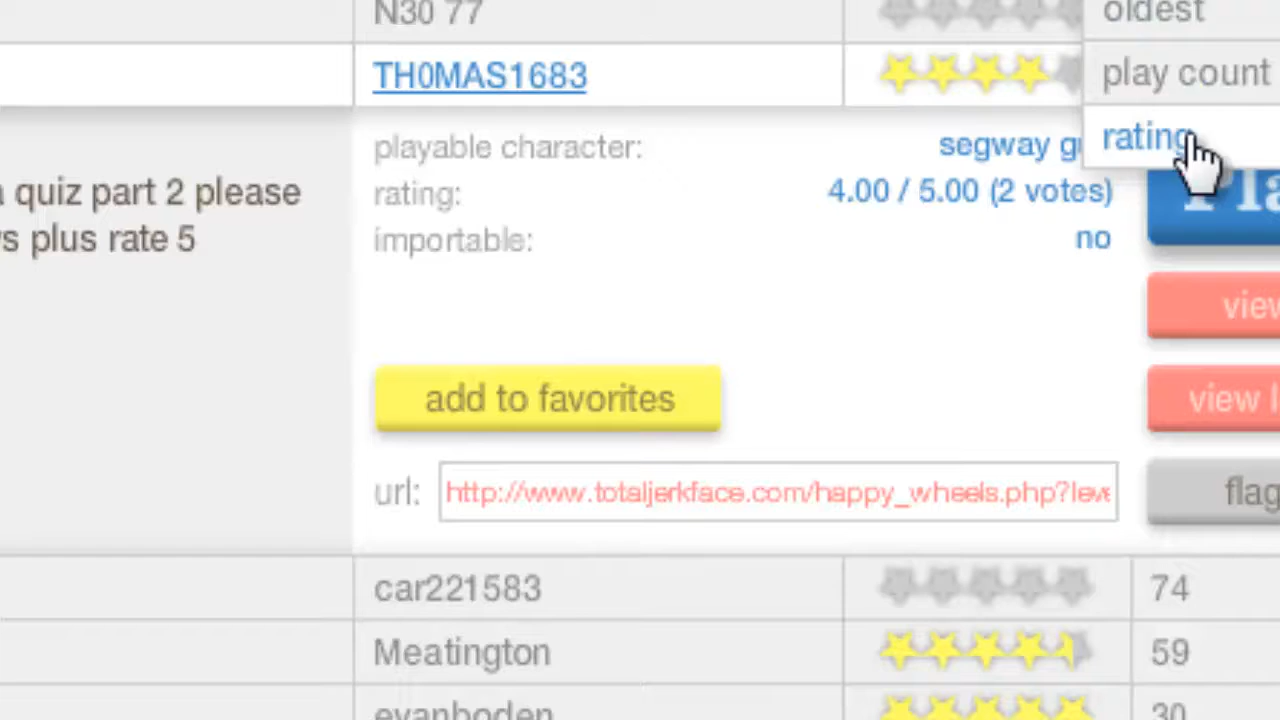 N30 77
oldest
TH0MAS1683
play count
rating
playable character:
segway g
a quiz part 2 please
rating:
4.00 / 5.00 (2 votes)
Pla
s plus rate 5
importable:
no
view
add to favorites
view l
url:
http://www.totaljerkface.com/happy_wheels.php?leve
flag
car221583
74
Meatington
59
evanboden
30